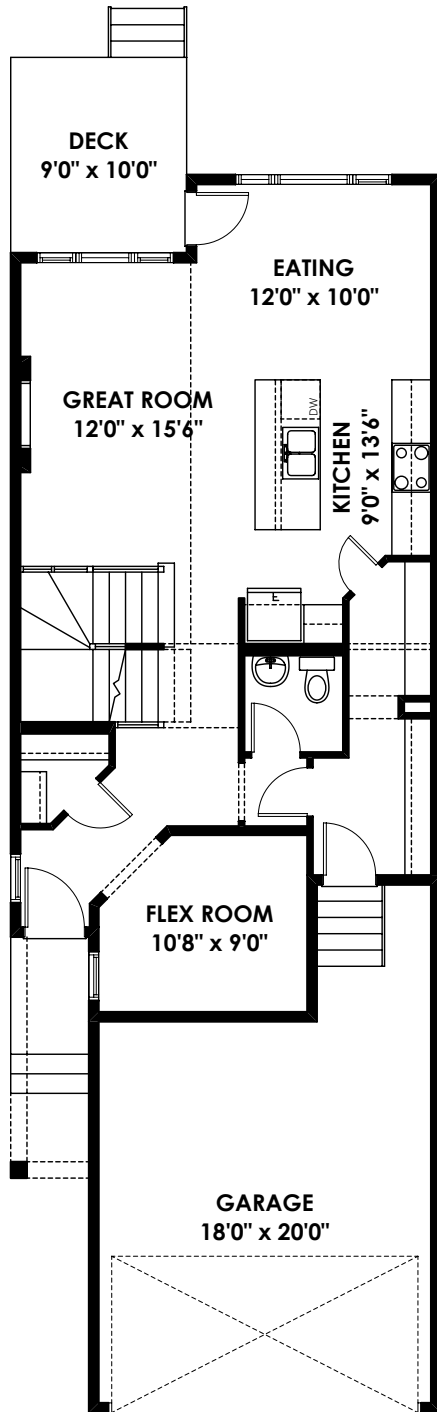 DECK
9'0" x 10'0"
EATING
12'0" x 10'0"
GREAT ROOM
12'0" x 15'6"
DW
KITCHEN
9'0" x 13'6"
F
FLEX ROOM
10'8" x 9'0"
GARAGE
18'0" x 20'0"